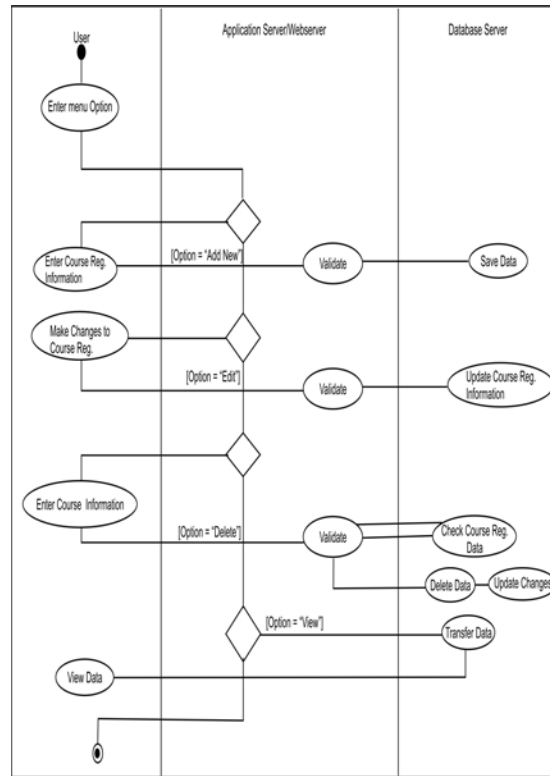 User
Application Server/Webserver
Database Server
Enter menu Option
Enter Course Reg.
Information
[Option = “Add New”]
Validate
Save Data
Make Changes to
Course Reg.
[Option = “Edit”]
Validate
Update Course Reg.
Information
Enter Course Information
[Option = “Delete”]
Validate
Check Course Reg.
Data
Delete Data
Update Changes
[Option = “View”]
Transfer Data
View Data